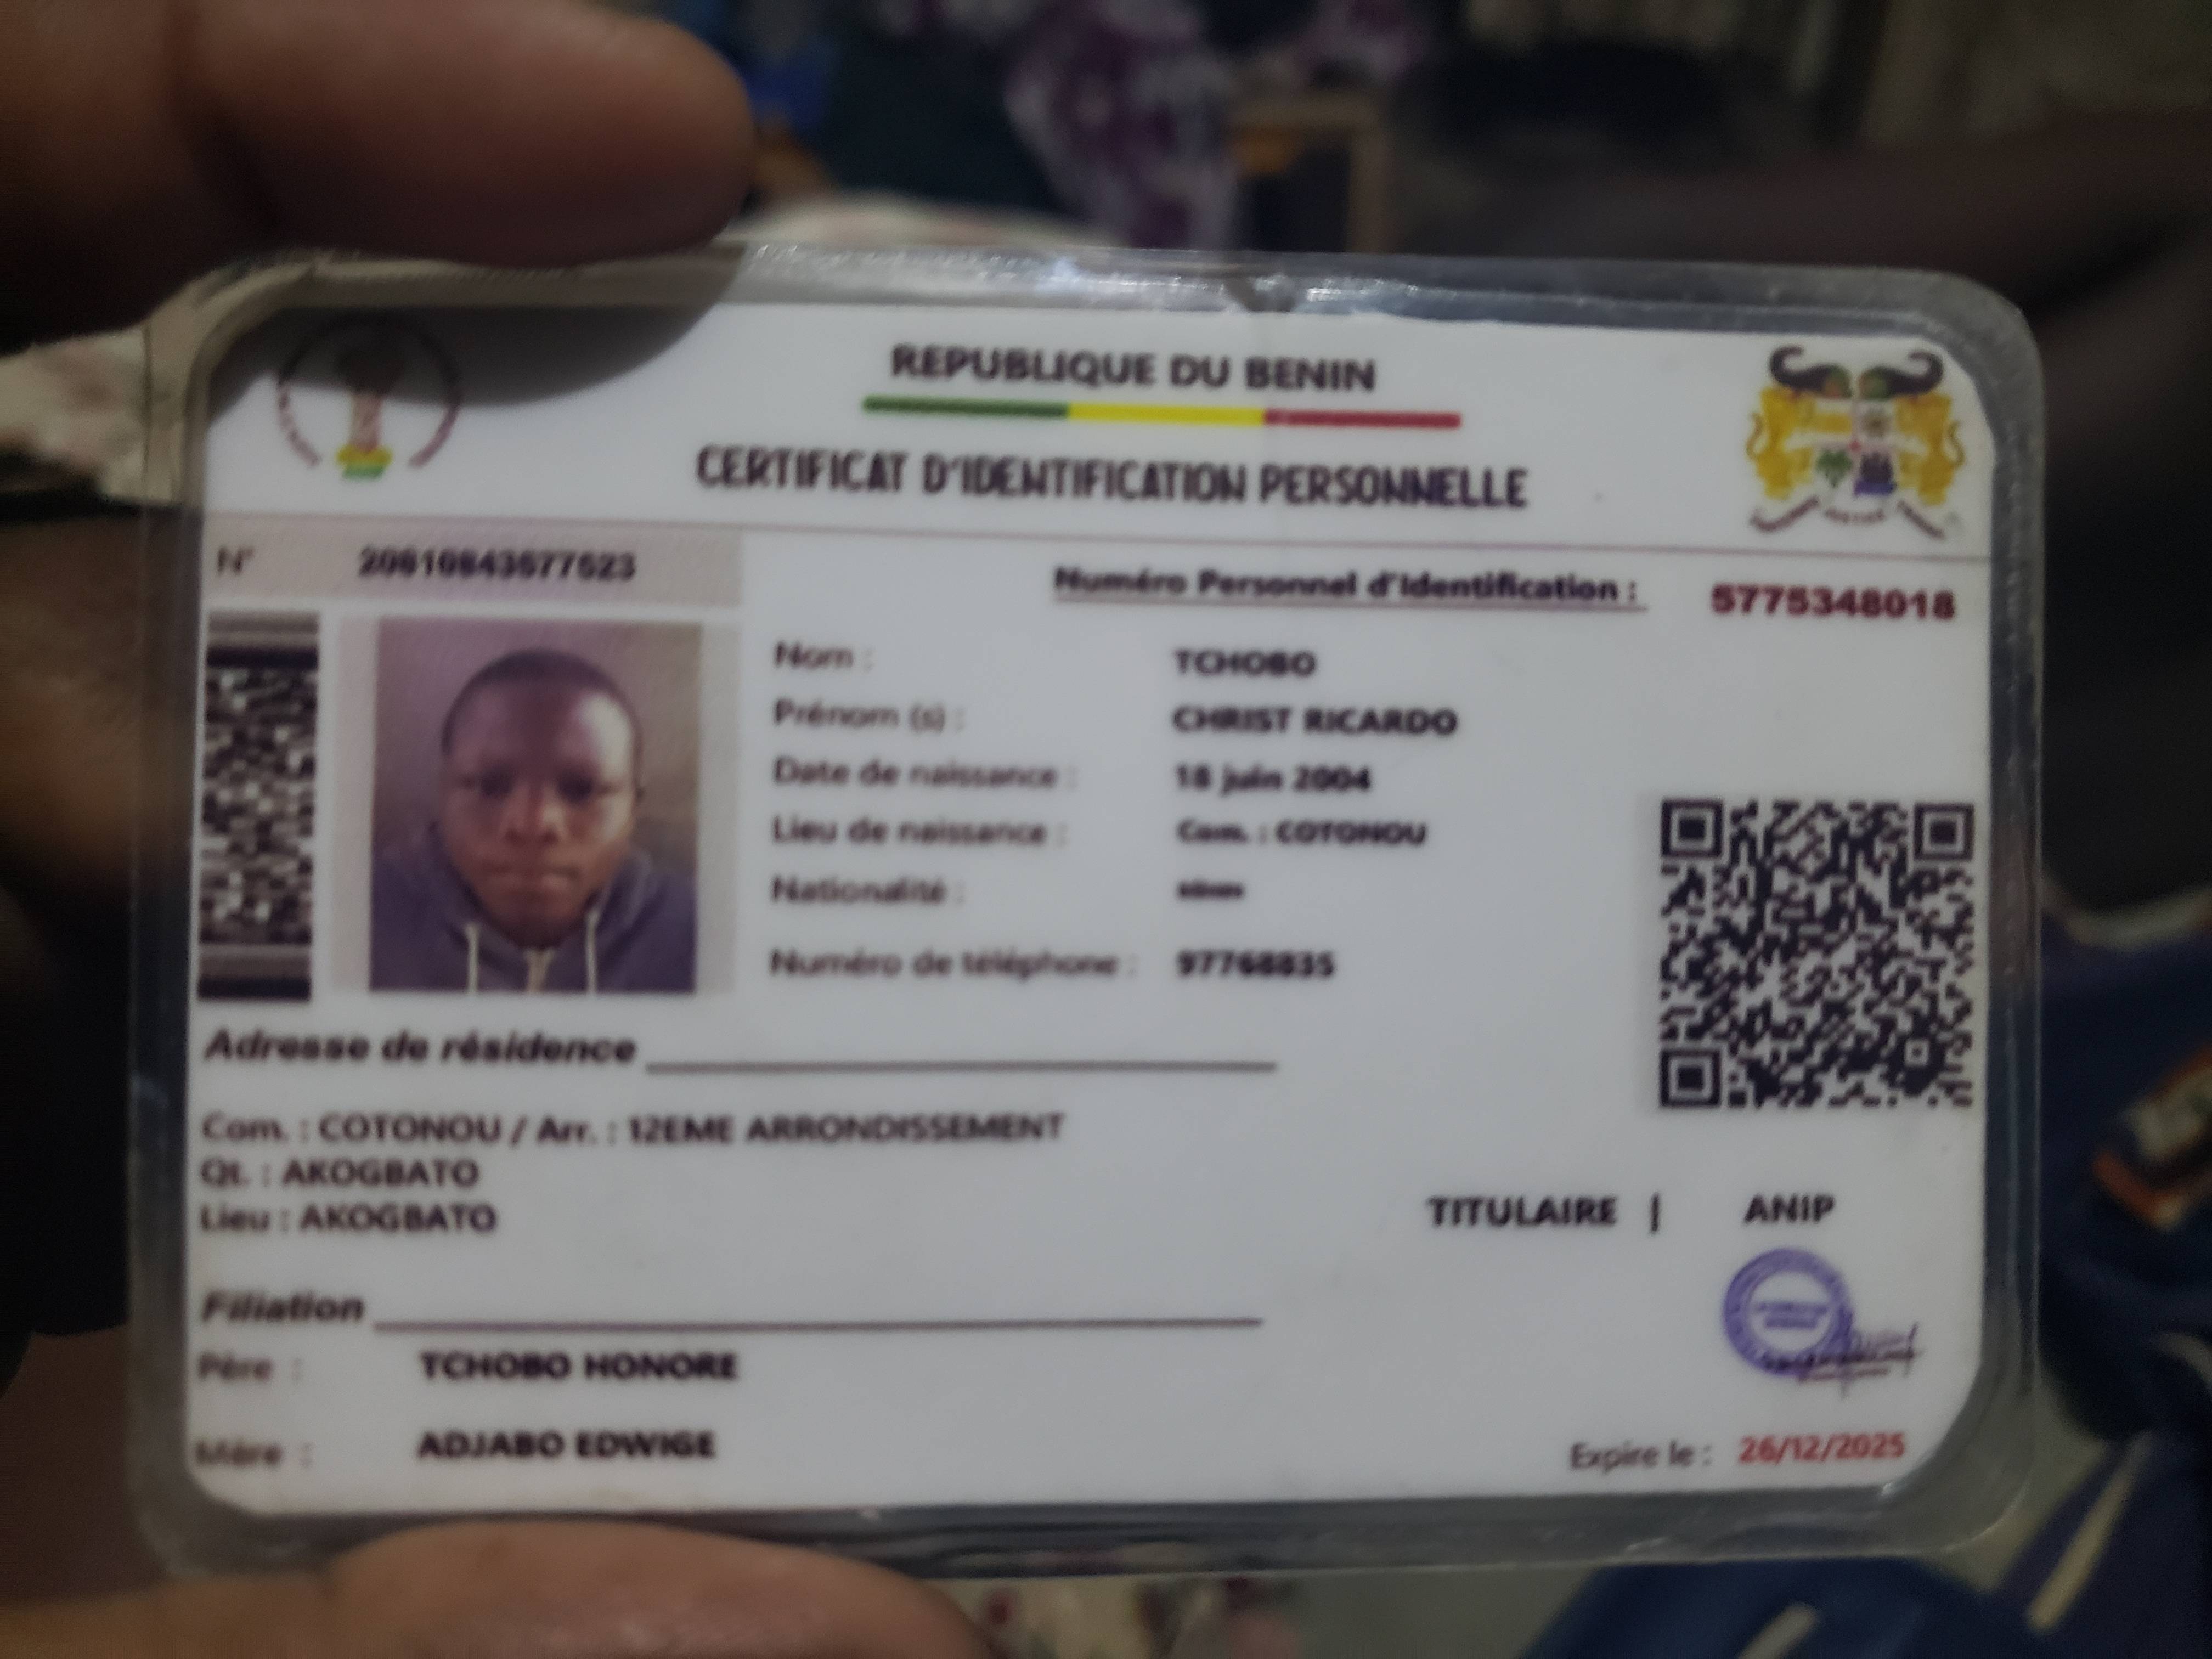 REPUBLIQUE DU BENIN
CERTIFICAT D'IDENTIFICATION PERSONNELLE
N° 20610843677623
Numéro Personnel d'Identification : 5775348018
Nom : TCHOBO
Prénom (s) : CHRIST RICARDO
Date de naissance : 18 juin 2004
Lieu de naissance : Com. : COTONOU
Nationalité :
Numéro de téléphone : 97768835
Adresse de résidence
Com. : COTONOU / Arr. : 12EME ARRONDISSEMENT
Qt. : AKOGBATO
Lieu : AKOGBATO
TITULAIRE | ANIP
Filiation
Père : TCHOBO HONORE
Mère : ADJABO EDWIGE
Expire le : 26/12/2025